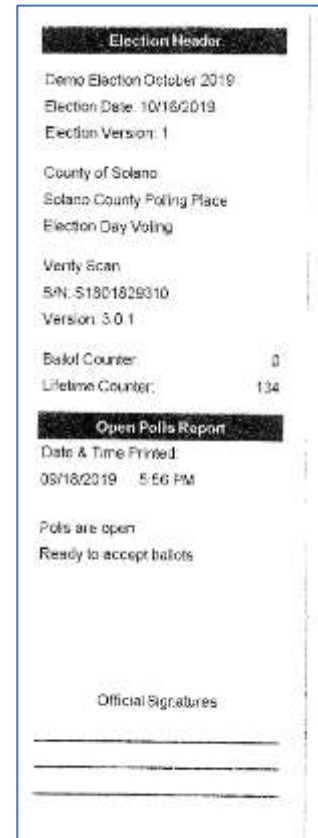 Election Header
Demo Election October 2019
Election Date: 10/16/2019
Election Version: 1
County of Solano
Solano County Polling Place
Election Day Voting
Verity Scan
S/N: S1801829310
Version: 3.0.1
Ballot Counter: 0
Lifetime Counter: 134
Open Polls Report
Date & Time Printed:
09/18/2019 5:56 PM
Polls are open
Ready to accept ballots
Official Signatures